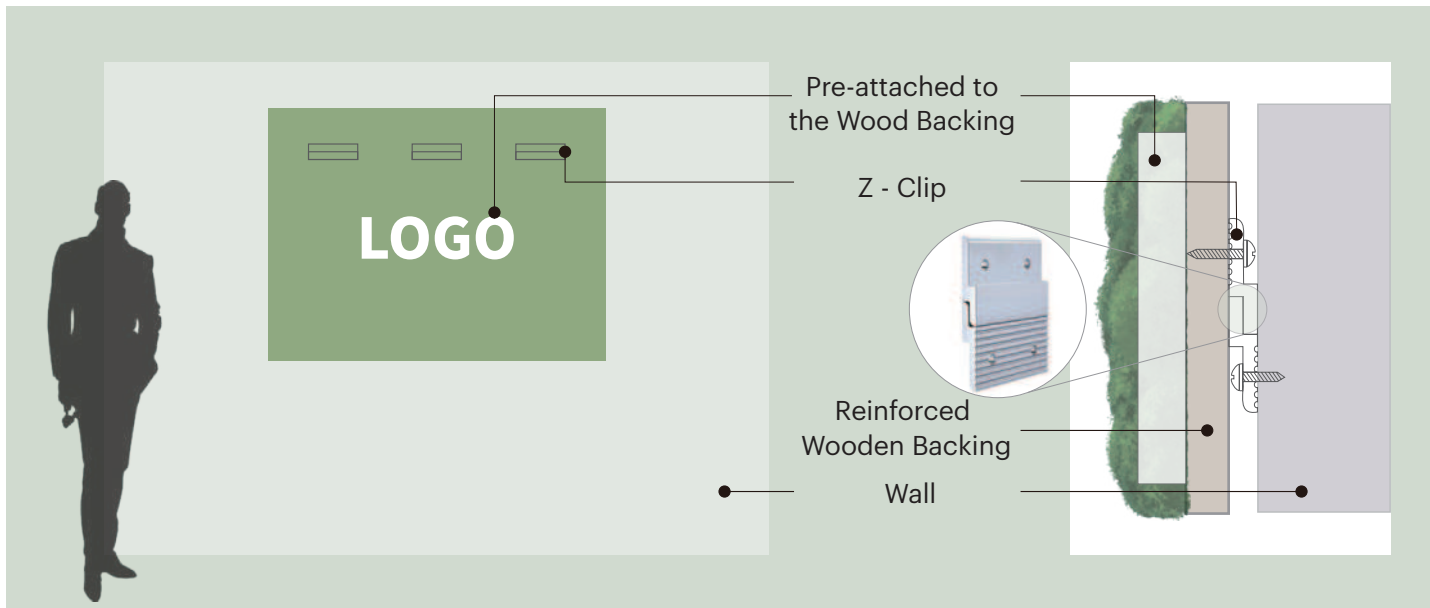 Pre-attached to
the Wood Backing
Z - Clip
LOGO
Reinforced
Wooden Backing
Wall